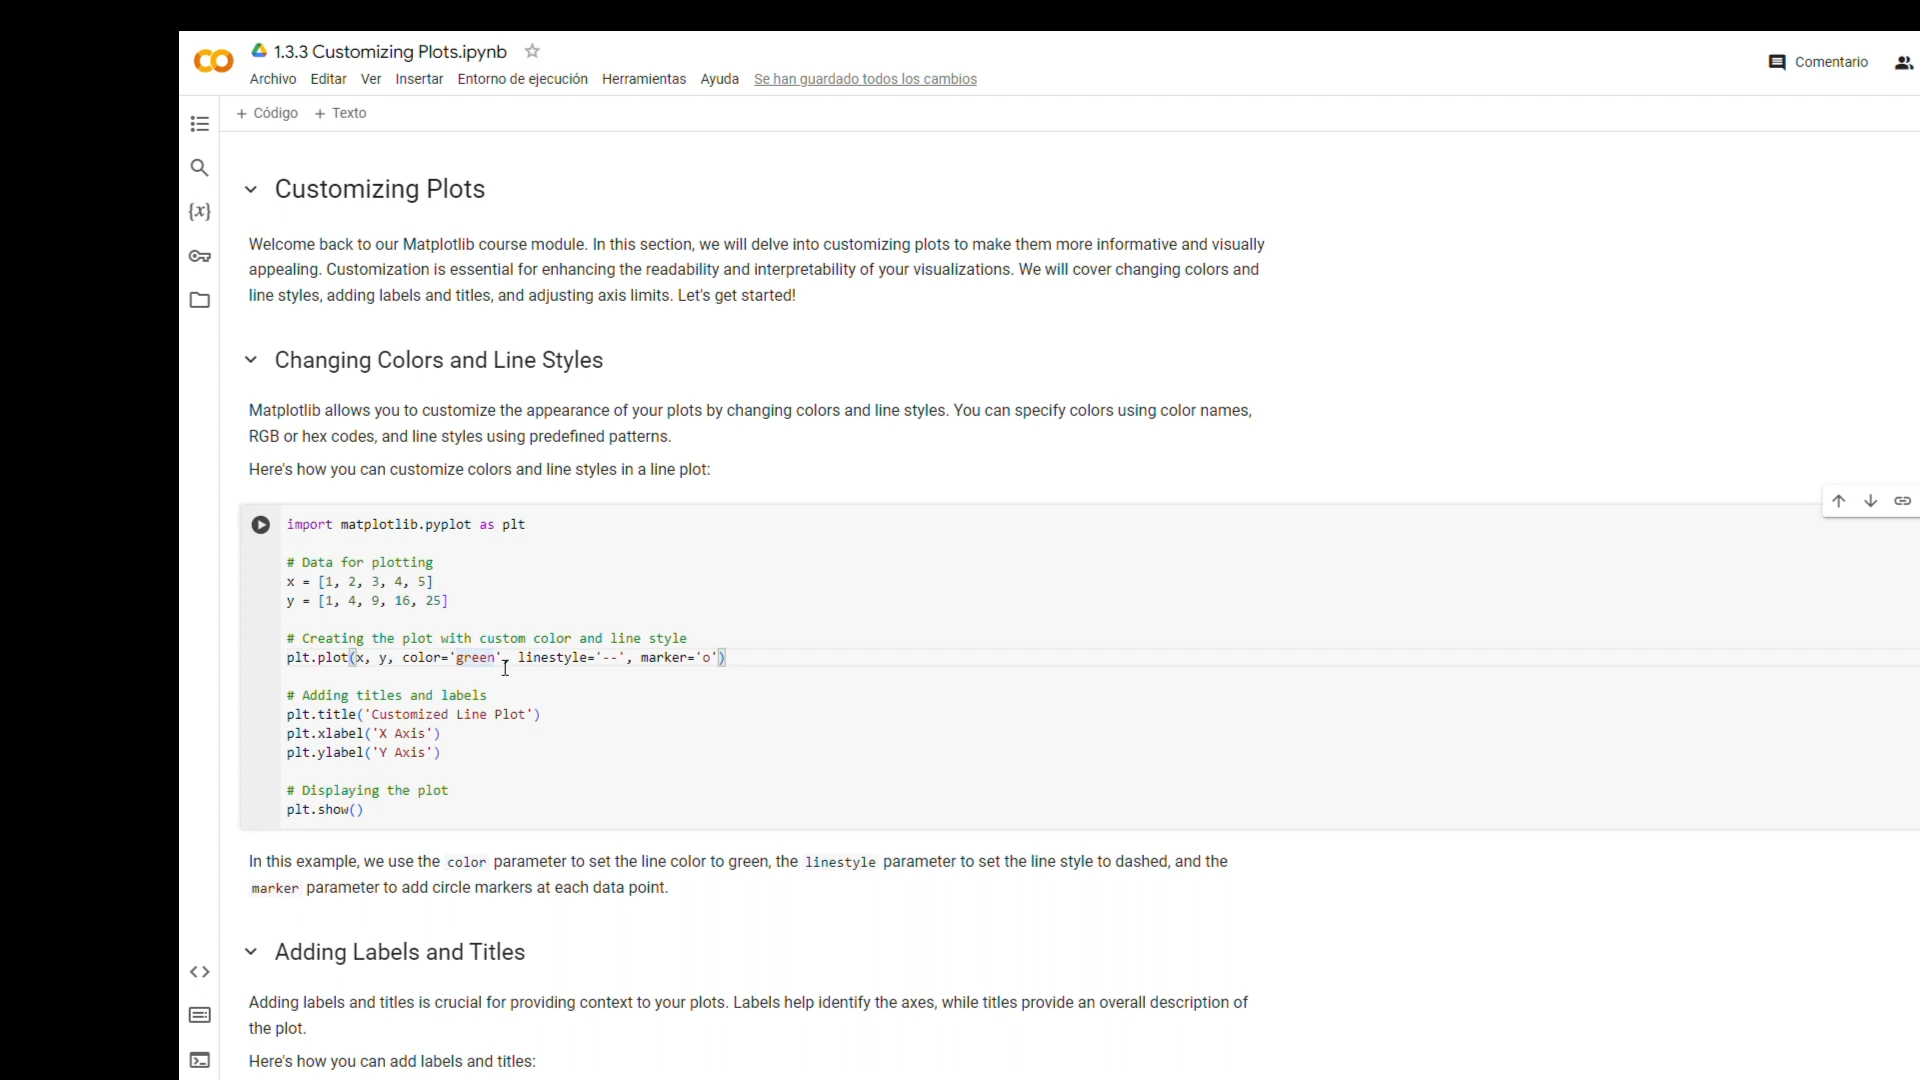 1.3.3 Customizing Plots.ipynb
Archivo Editar Ver Insertar Entorno de ejecución Herramientas Ayuda Se han guardado todos los cambios
Comentario
+ Código + Texto
Customizing Plots
Welcome back to our Matplotlib course module. In this section, we will delve into customizing plots to make them more informative and visually
appealing. Customization is essential for enhancing the readability and interpretability of your visualizations. We will cover changing colors and
line styles, adding labels and titles, and adjusting axis limits. Let's get started!
Changing Colors and Line Styles
Matplotlib allows you to customize the appearance of your plots by changing colors and line styles. You can specify colors using color names,
RGB or hex codes, and line styles using predefined patterns.
Here's how you can customize colors and line styles in a line plot:
import matplotlib.pyplot as plt
# Data for plotting
x = [1, 2, 3, 4, 5]
y = [1, 4, 9, 16, 25]
# Creating the plot with custom color and line style
plt.plot(x, y, color='green', linestyle='--', marker='o')
# Adding titles and labels
plt.title('Customized Line Plot')
plt.xlabel('X Axis')
plt.ylabel('Y Axis')
# Displaying the plot
plt.show()
In this example, we use the color parameter to set the line color to green, the linestyle parameter to set the line style to dashed, and the
marker parameter to add circle markers at each data point.
Adding Labels and Titles
Adding labels and titles is crucial for providing context to your plots. Labels help identify the axes, while titles provide an overall description of
the plot.
Here's how you can add labels and titles: